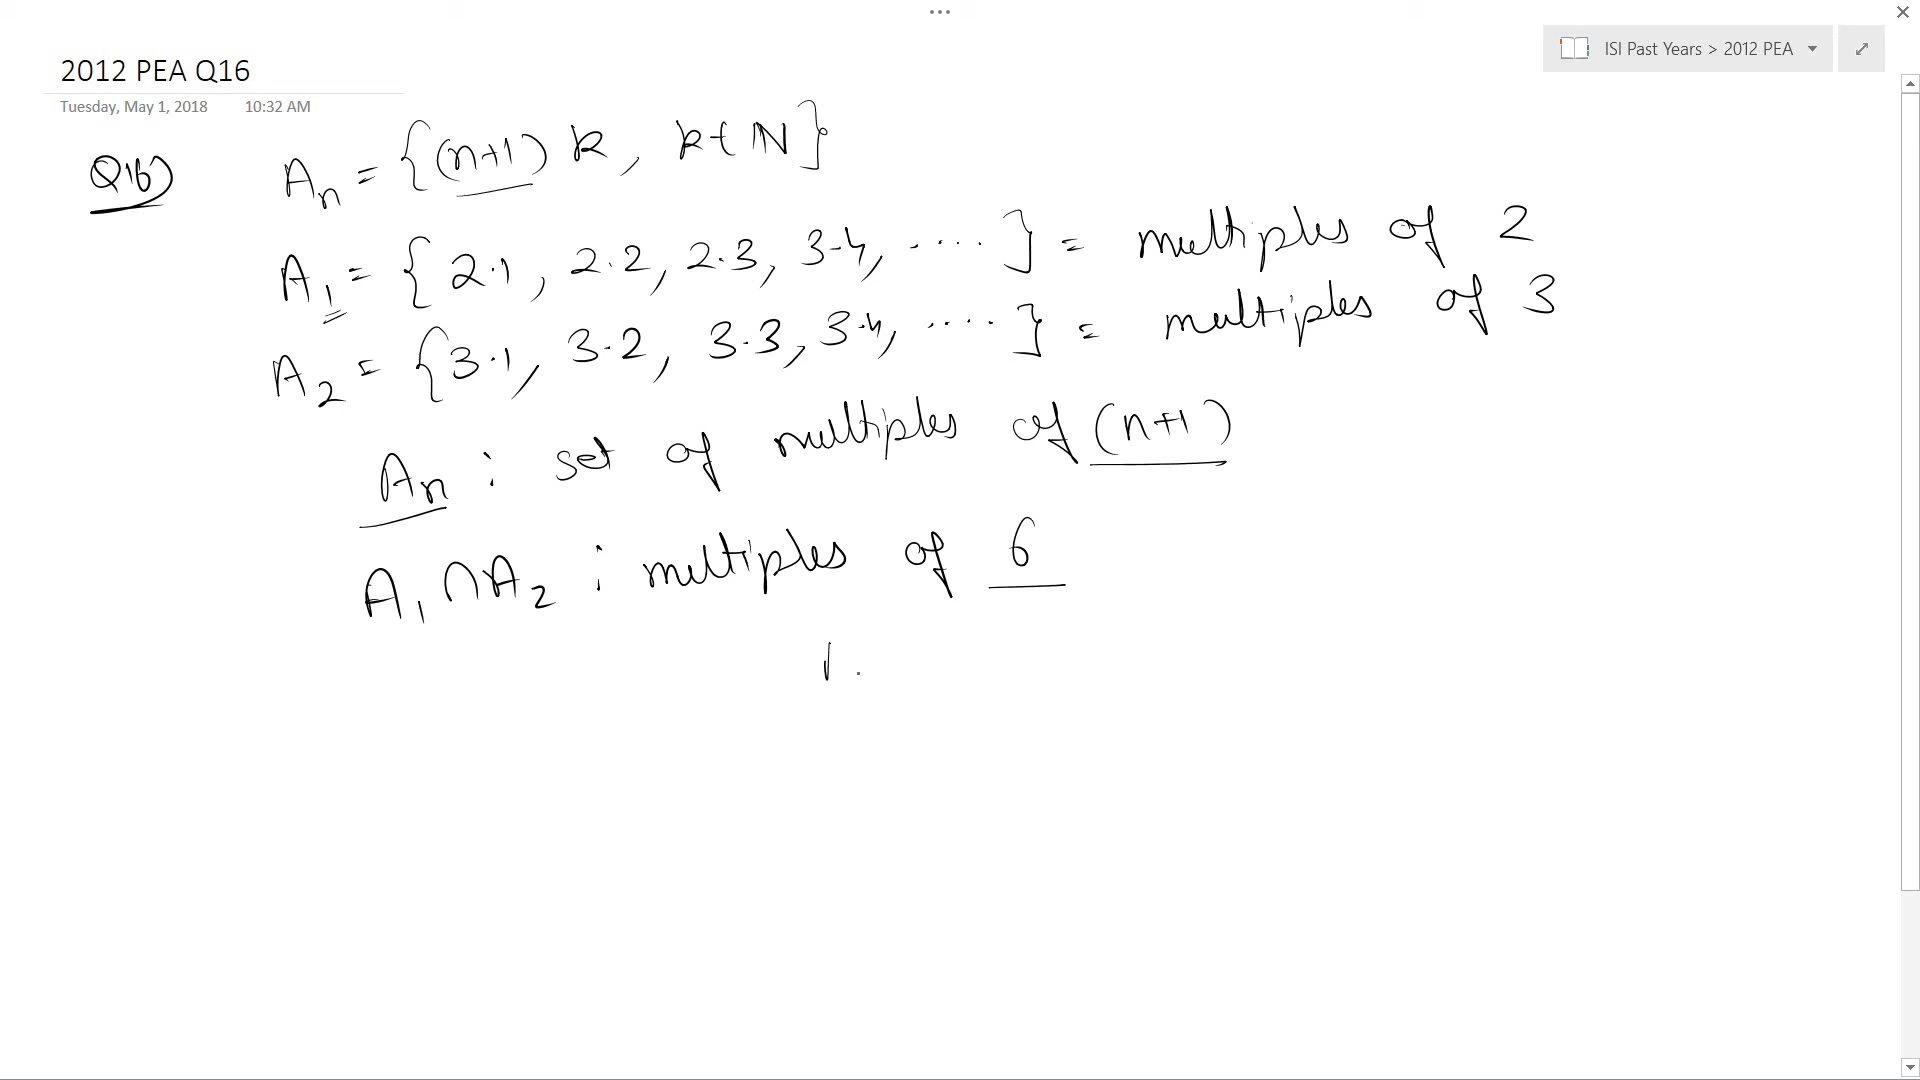 ISI Past Years > 2012 PEA
2012 PEA Q16
Tuesday, May 1, 2018 10:32 AM
Q16) Aₙ = {(n+1) k, k ∈ ℕ}
A₁ = {2·1, 2·2, 2·3, 3·4, ....} = multiples of 2
A₂ = {3·1, 3·2, 3·3, 3·4, ....} = multiples of 3
Aₙ : set of multiples of (n+1)
A₁ ∩ A₂ : multiples of 6